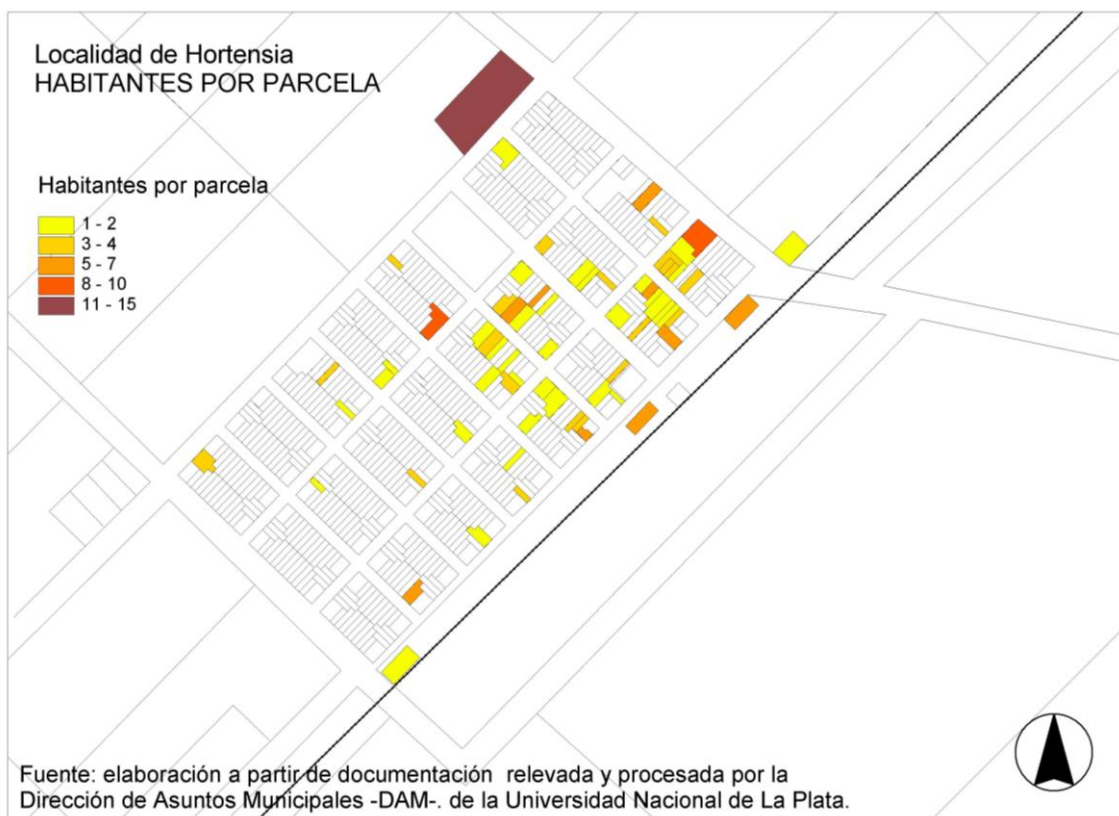 Localidad de Hortensia
HABITANTES POR PARCELA
Habitantes por parcela
1 - 2
3 - 4
5 - 7
8 - 10
11 - 15
Fuente: elaboración a partir de documentación relevada y procesada por la
Dirección de Asuntos Municipales -DAM-. de la Universidad Nacional de La Plata.